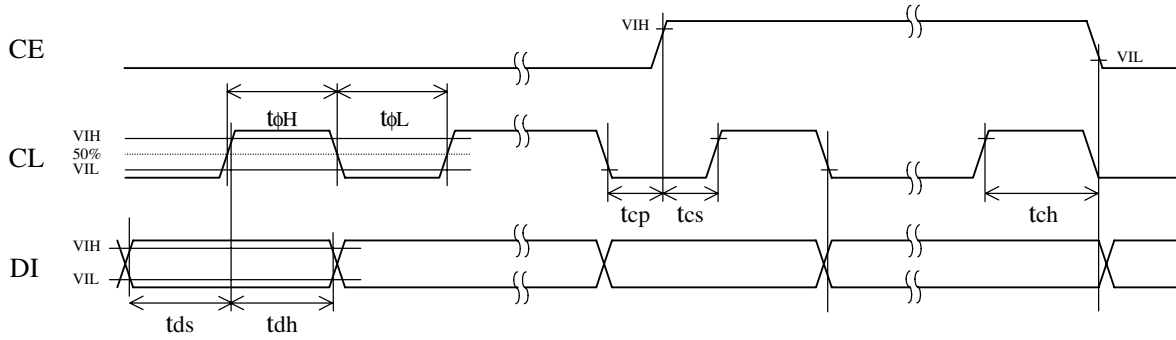 CE
VIH
VIL
tϕH
tϕL
CL
VIH
50%
VIL
tcp
tcs
tch
DI
VIH
VIL
tds
tdh